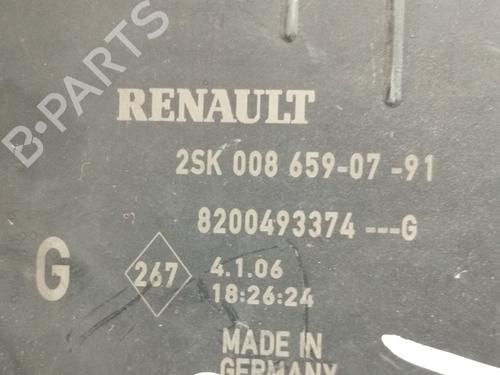 B-PARTS
RENAULT
2SK 008 659-07 -91
8200493374 ---G
G
267
4.1.06
18:26:24
MADE IN
GERMANY